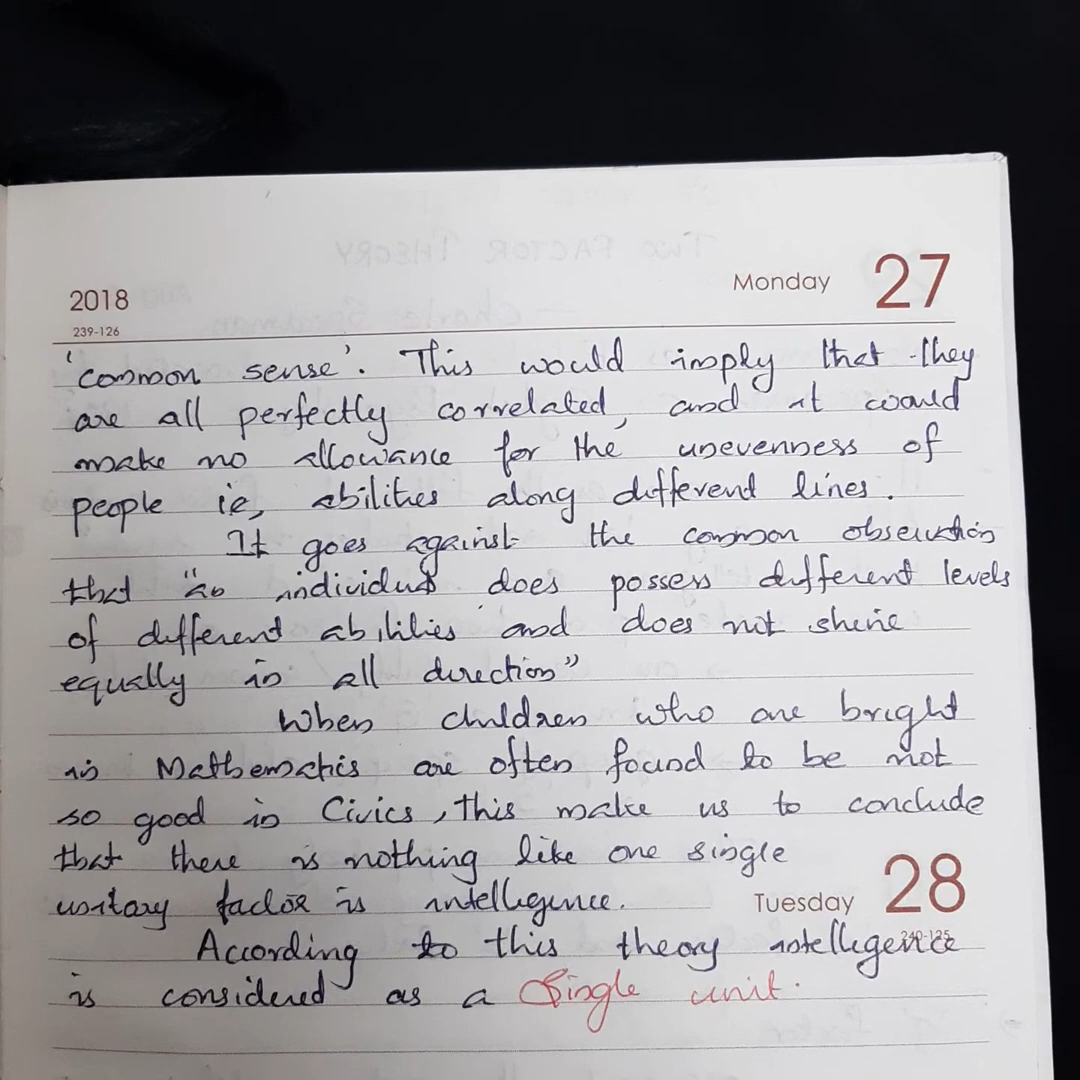 2018
239-126
Monday 27
'common sense'. This would imply that they
are all perfectly correlated, and it would
make no allowance for the unevenness of
people ie, abilities along different lines.
It goes against the common observation
that "an individual does possess different levels
of different abilities and does not shine
equally in all direction"
When children who are bright
in Mathematics are often found to be not
so good in Civics, this make us to conclude
that there is nothing like one single
unitary factor is intelligence.
Tuesday 28
240-125
According to this theory intelligence
is considered as a Single unit.